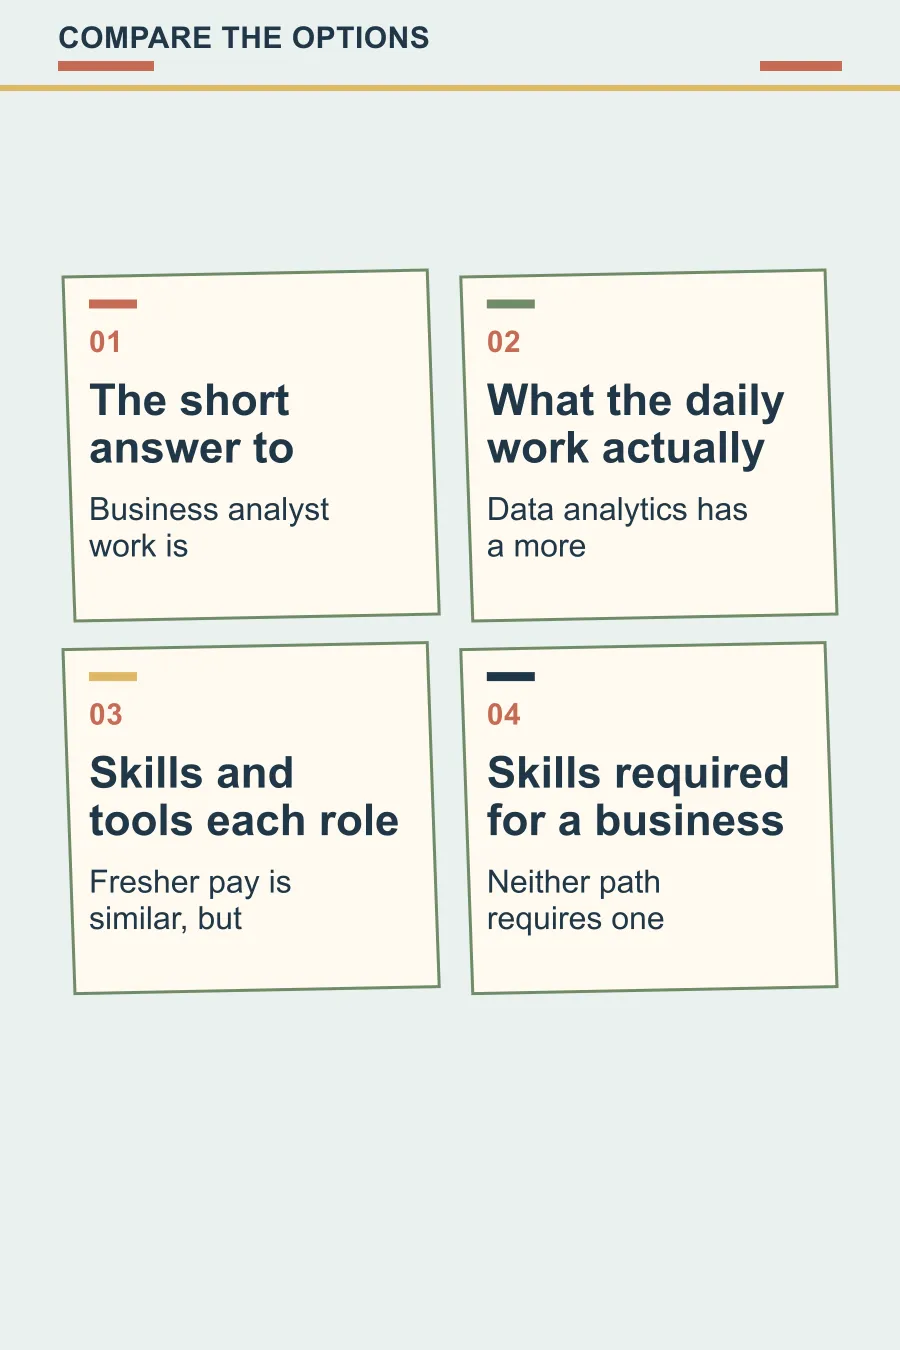 COMPARE THE OPTIONS
01
The short
answer to
Business analyst
work is
02
What the daily
work actually
Data analytics has
a more
03
Skills and
tools each role
Fresher pay is
similar, but
04
Skills required
for a business
Neither path
requires one